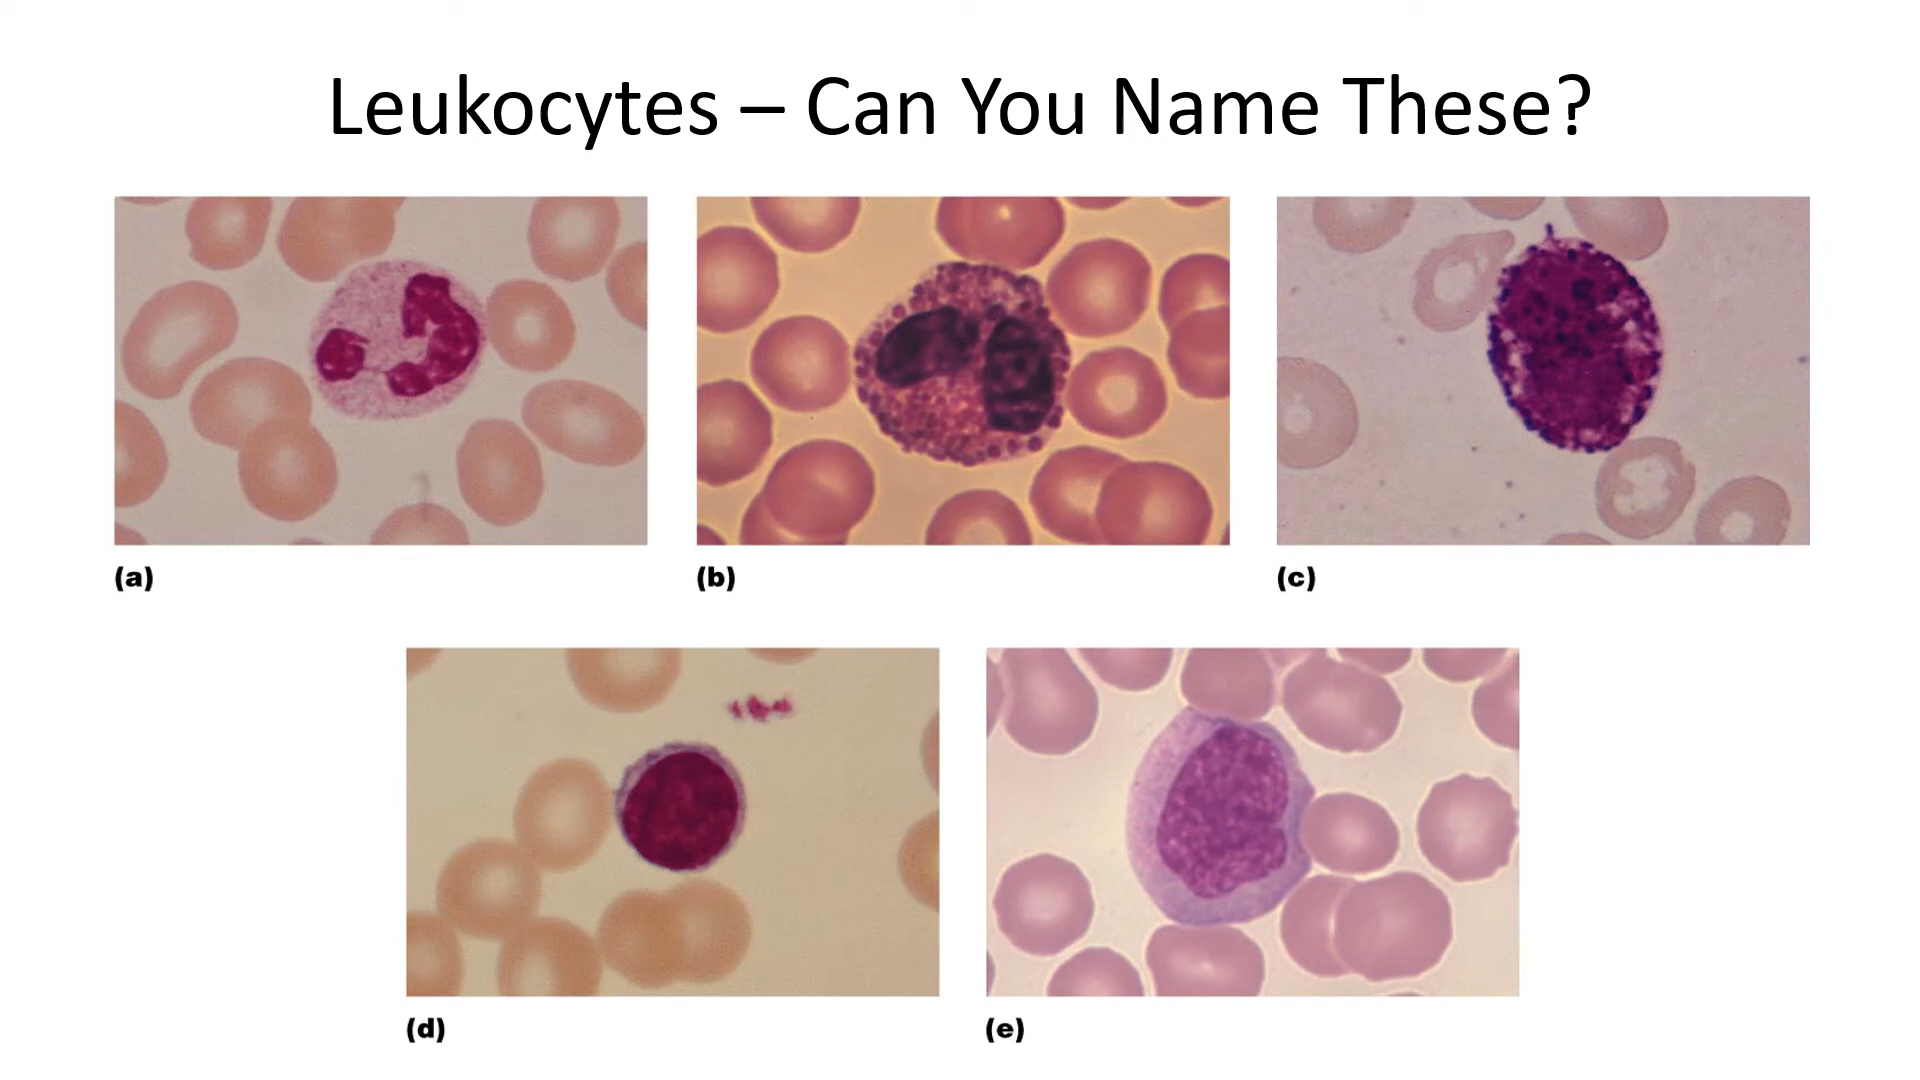 Leukocytes – Can You Name These?
(a)
(b)
(c)
(d)
(e)